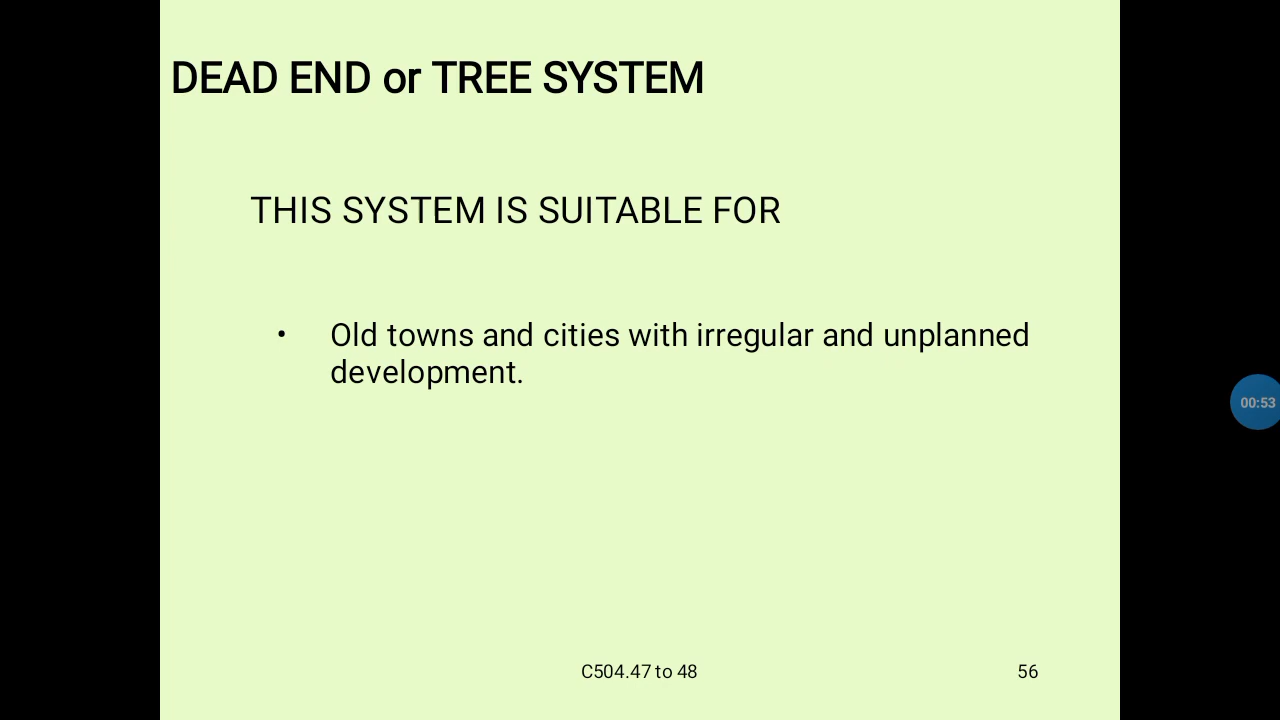 DEAD END or TREE SYSTEM
THIS SYSTEM IS SUITABLE FOR
• Old towns and cities with irregular and unplanned
development.
00:53
C504.47 to 48
56